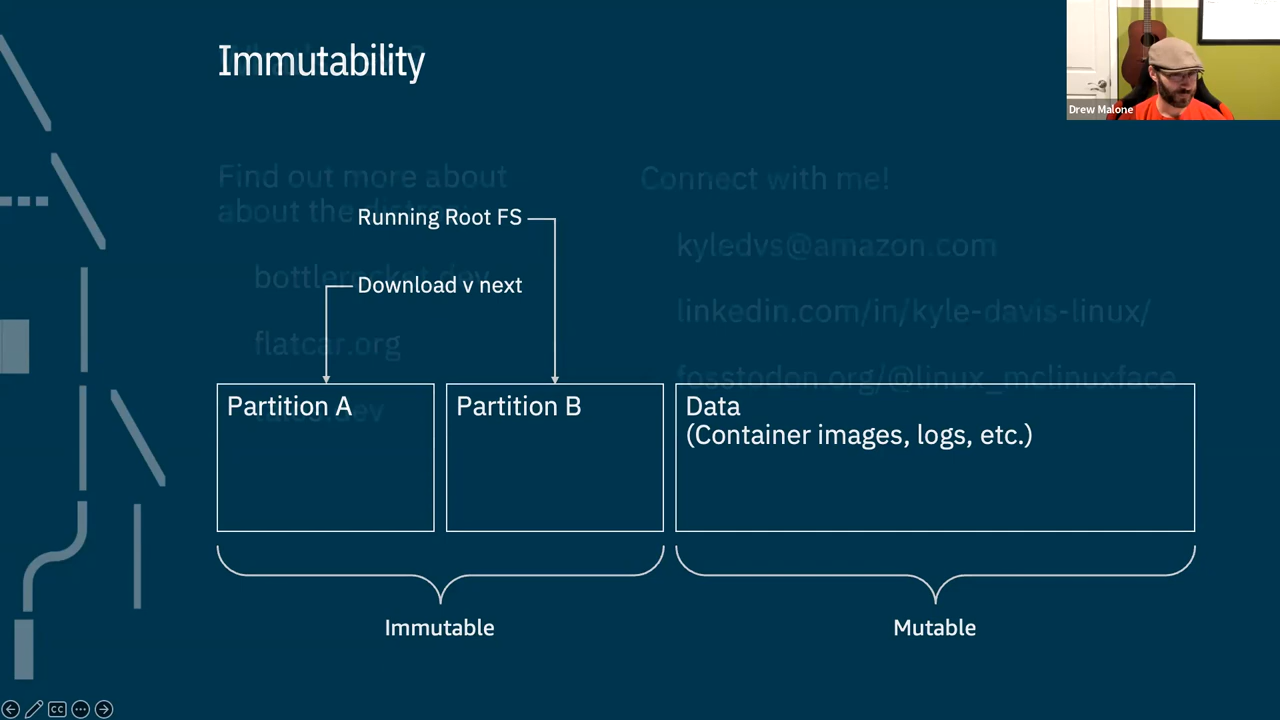 Immutability
Drew Malone
Find out more about
about the distros:
Connect with me!
Running Root FS
kyledvs@amazon.com
bottlerocket.dev
Download v next
linkedin.com/in/kyle-davis-linux/
flatcar.org
fosstodon.org/@linux_mclinuxface
Partition A
Partition B
Data
(Container images, logs, etc.)
Immutable
Mutable
CC